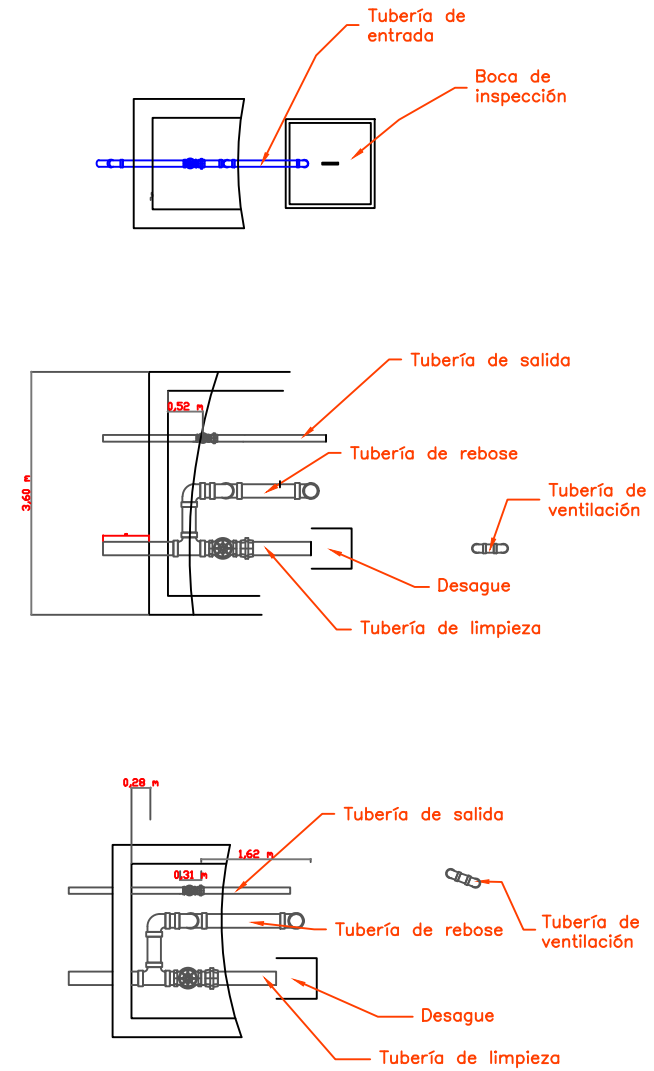 Tubería de
entrada
Boca de
inspección
Tubería de salida
0,52 m
Tubería de rebose
Tubería de
ventilación
3,60 m
Desague
Tubería de limpieza
0,28 m
Tubería de salida
1,62 m
0,31 m
Tubería de rebose
Tubería de
ventilación
Desague
Tubería de limpieza